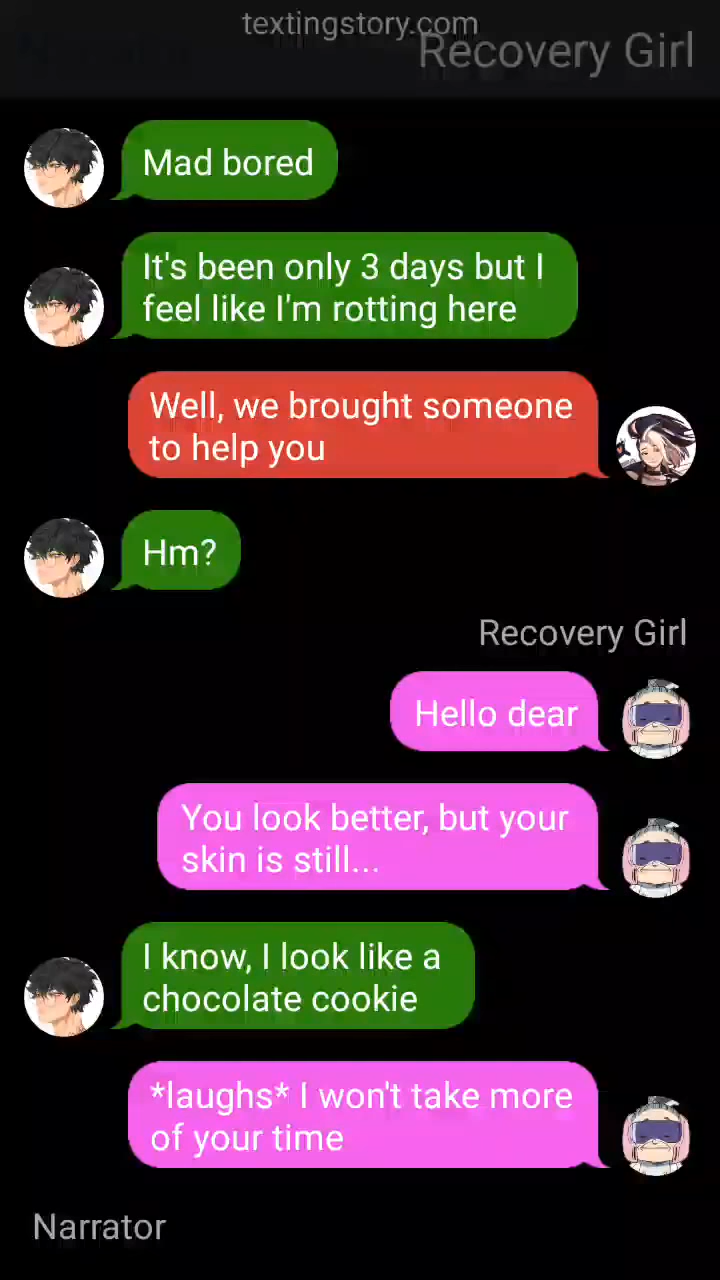 textingstory.com
Recovery Girl
Mad bored
It's been only 3 days but I
feel like I'm rotting here
Well, we brought someone
to help you
Hm?
Recovery Girl
Hello dear
You look better, but your
skin is still...
I know, I look like a
chocolate cookie
*laughs* I won't take more
of your time
Narrator